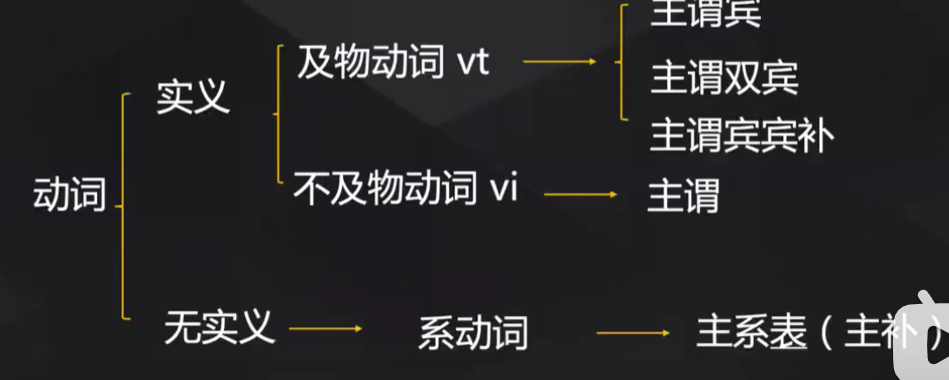 主谓宾
及物动词 vt
主谓双宾
实义
主谓宾宾补
不及物动词 vi
主谓
动词
无实义
系动词
主系表（主补）